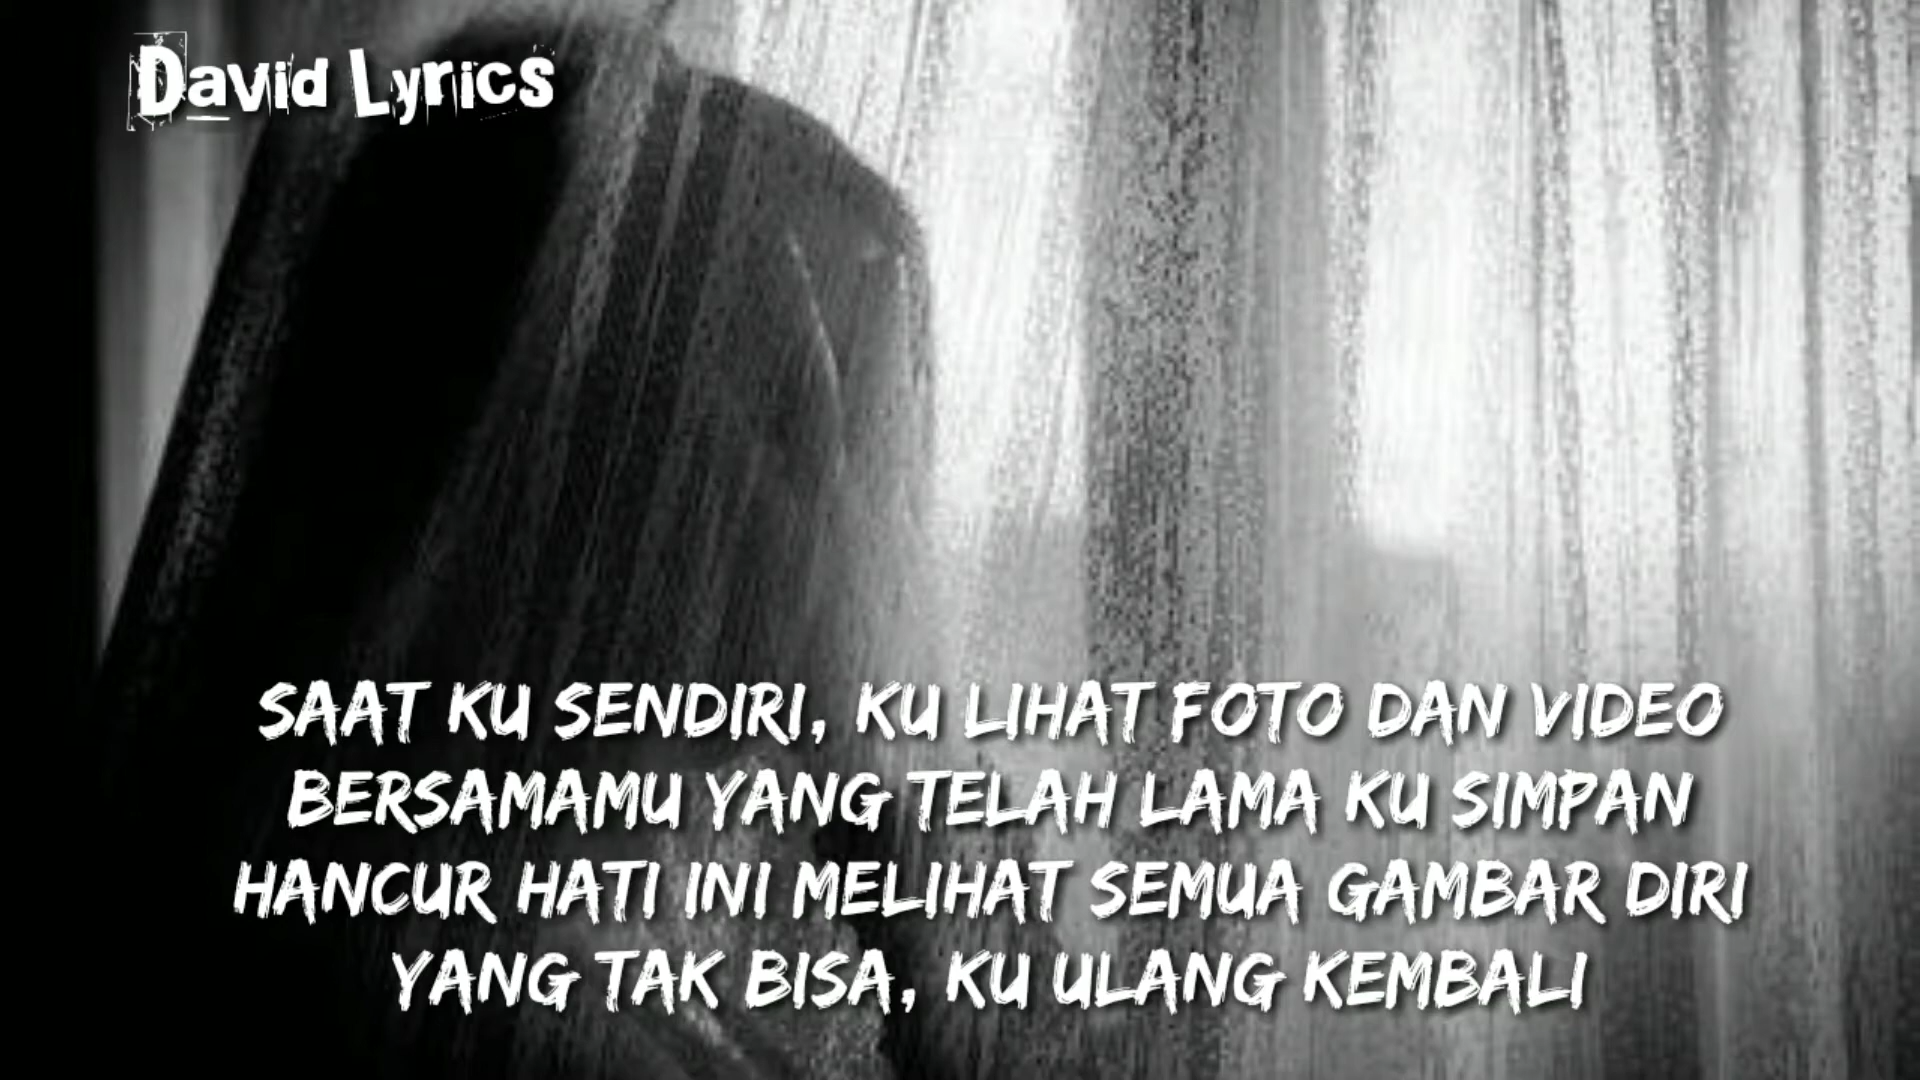 David Lyrics
SAAT KU SENDIRI, KU LIHAT FOTO DAN VIDEO
BERSAMAMU YANG TELAH LAMA KU SIMPAN
HANCUR HATI INI MELIHAT SEMUA GAMBAR DIRI
YANG TAK BISA, KU ULANG KEMBALI